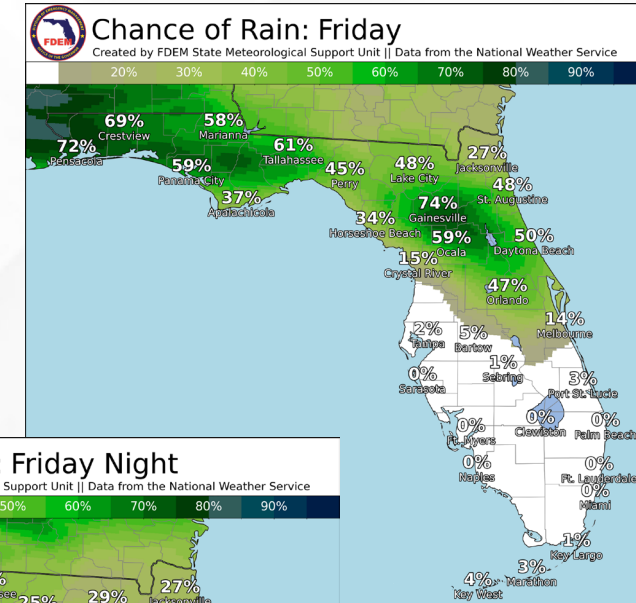 FDEM
Chance of Rain: Friday
Created by FDEM State Meteorological Support Unit || Data from the National Weather Service
20% 30% 40% 50% 60% 70% 80% 90%
69%
Crestview
58%
Marianna
72%
Pensacola
61%
Tallahassee
59%
Panama City
45%
Perry
48%
Lake City
27%
Jacksonville
37%
Apalachicola
48%
St. Augustine
74%
Gainesville
34%
Horseshoe Beach
59%
Ocala
50%
Daytona Beach
15%
Crystal River
47%
Orlando
14%
Melbourne
2%
Tampa
5%
Bartow
1%
Sebring
0%
Sarasota
3%
Port St. Lucie
0%
Ft. Myers
0%
Clewiston
0%
Palm Beach
0%
Naples
0%
Ft. Lauderdale
0%
Miami
1%
Key Largo
3%
Marathon
4%
Key West
: Friday Night
Support Unit || Data from the National Weather Service
50% 60% 70% 80% 90%
%
see
25%
29%
27%
Jacksonville